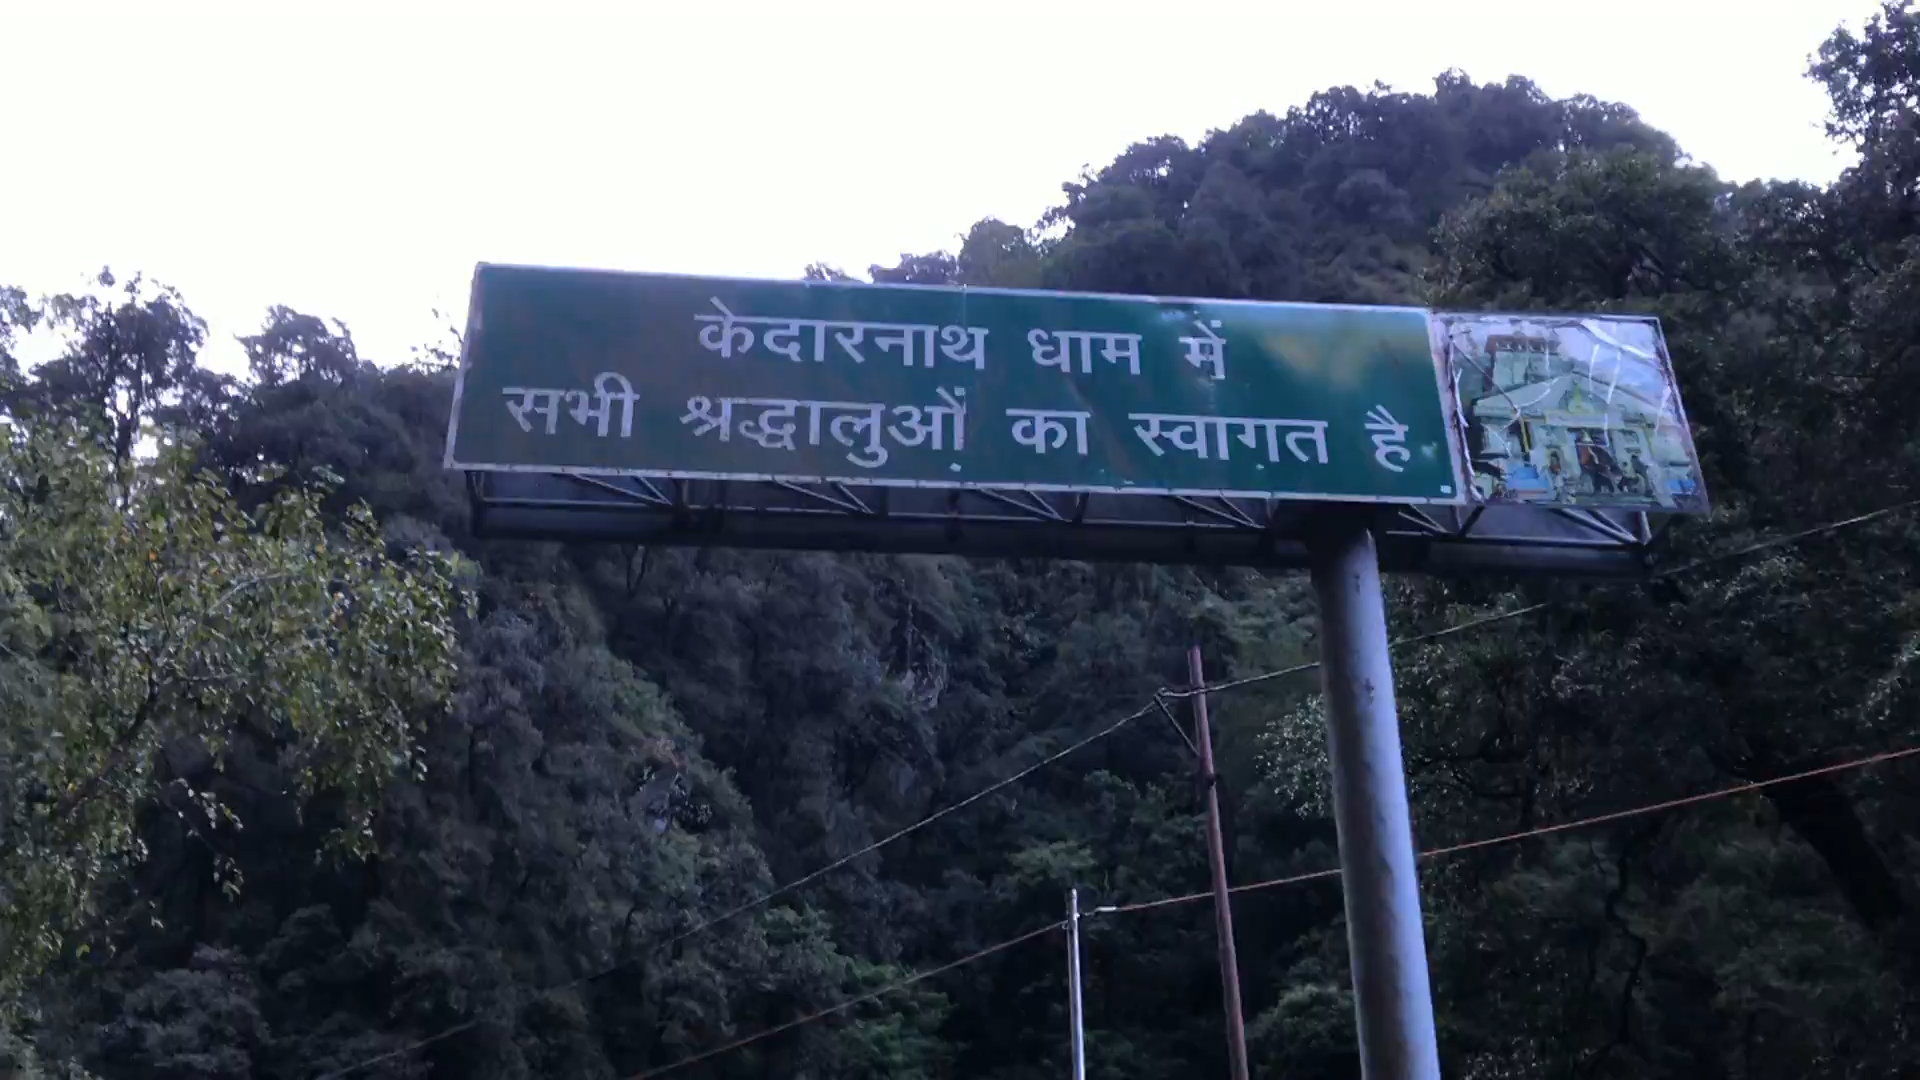 केदारनाथ धाम में
सभी श्रद्धालुओं का स्वागत है